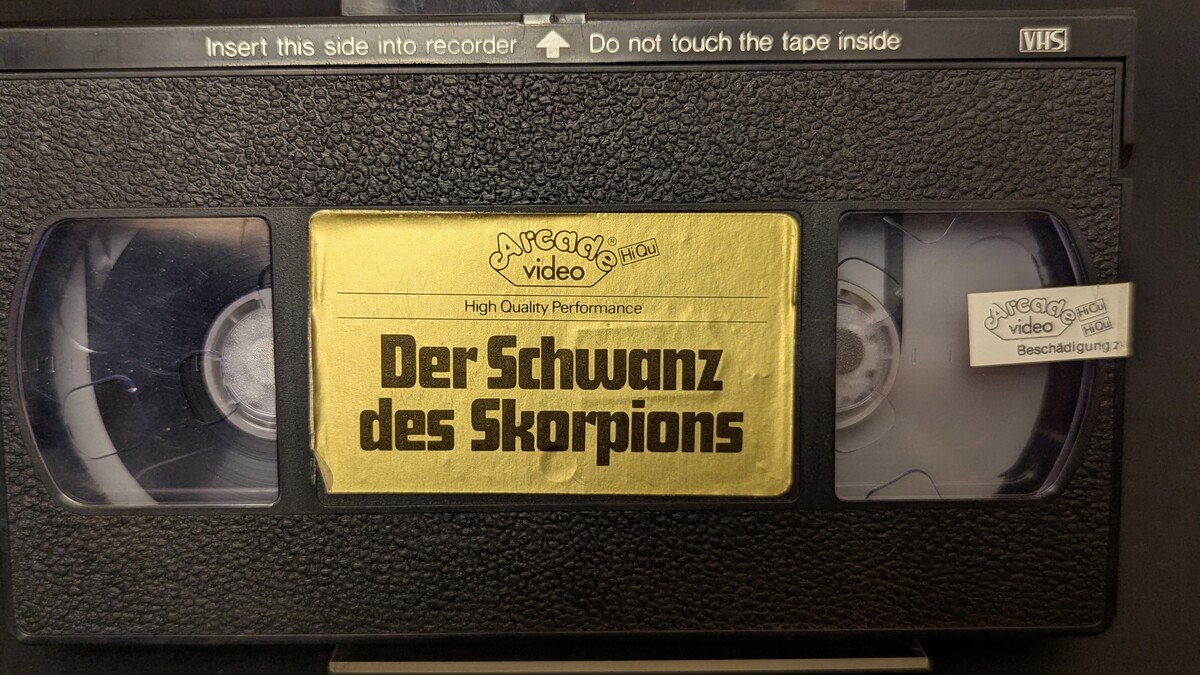 Insert this side into recorder Do not touch the tape inside VHS
Arcade® HiQu
video
High Quality Performance
Der Schwanz
des Skorpions
Arcade HiQu
video HiQu
Beschädigung z